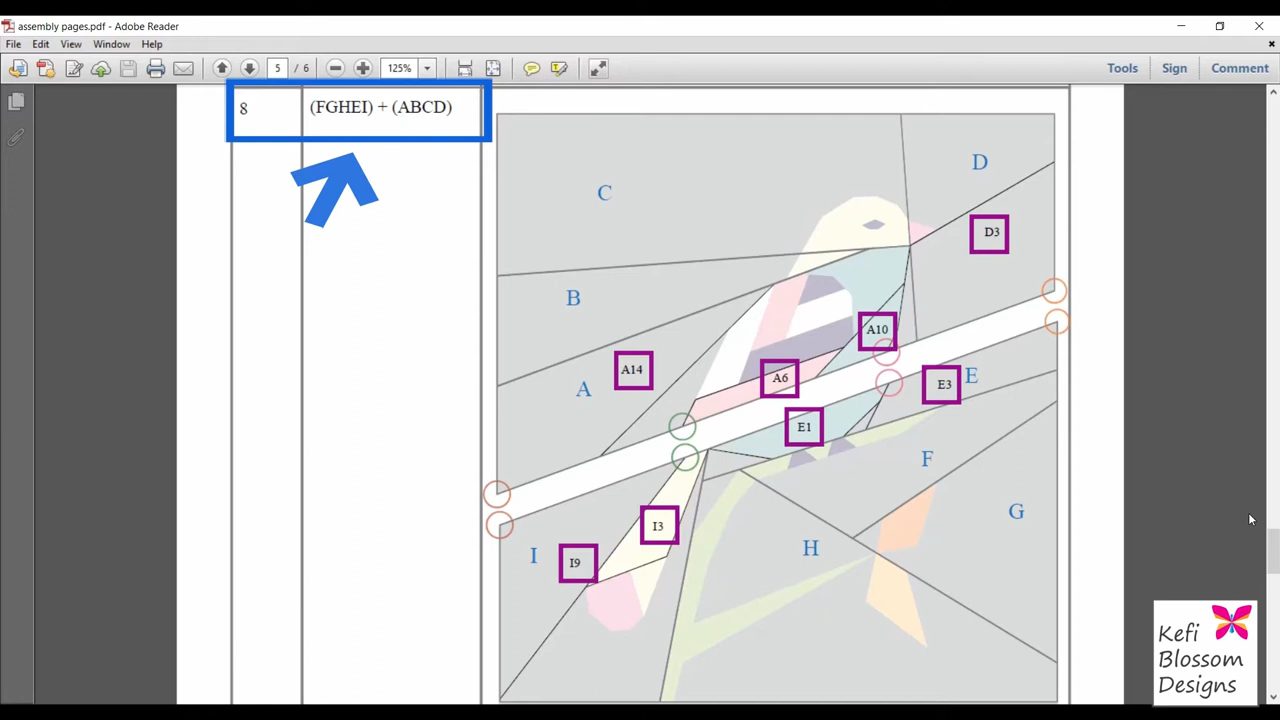 assembly pages.pdf - Adobe Reader
File Edit View Window Help
5 / 6 125% Tools Sign Comment
8 (FGHEI) + (ABCD)
D
C
D3
B
A10
A14
A6
E3 E
A
E1
F
G
I3
H
I
I9
Kefi
Blossom
Designs